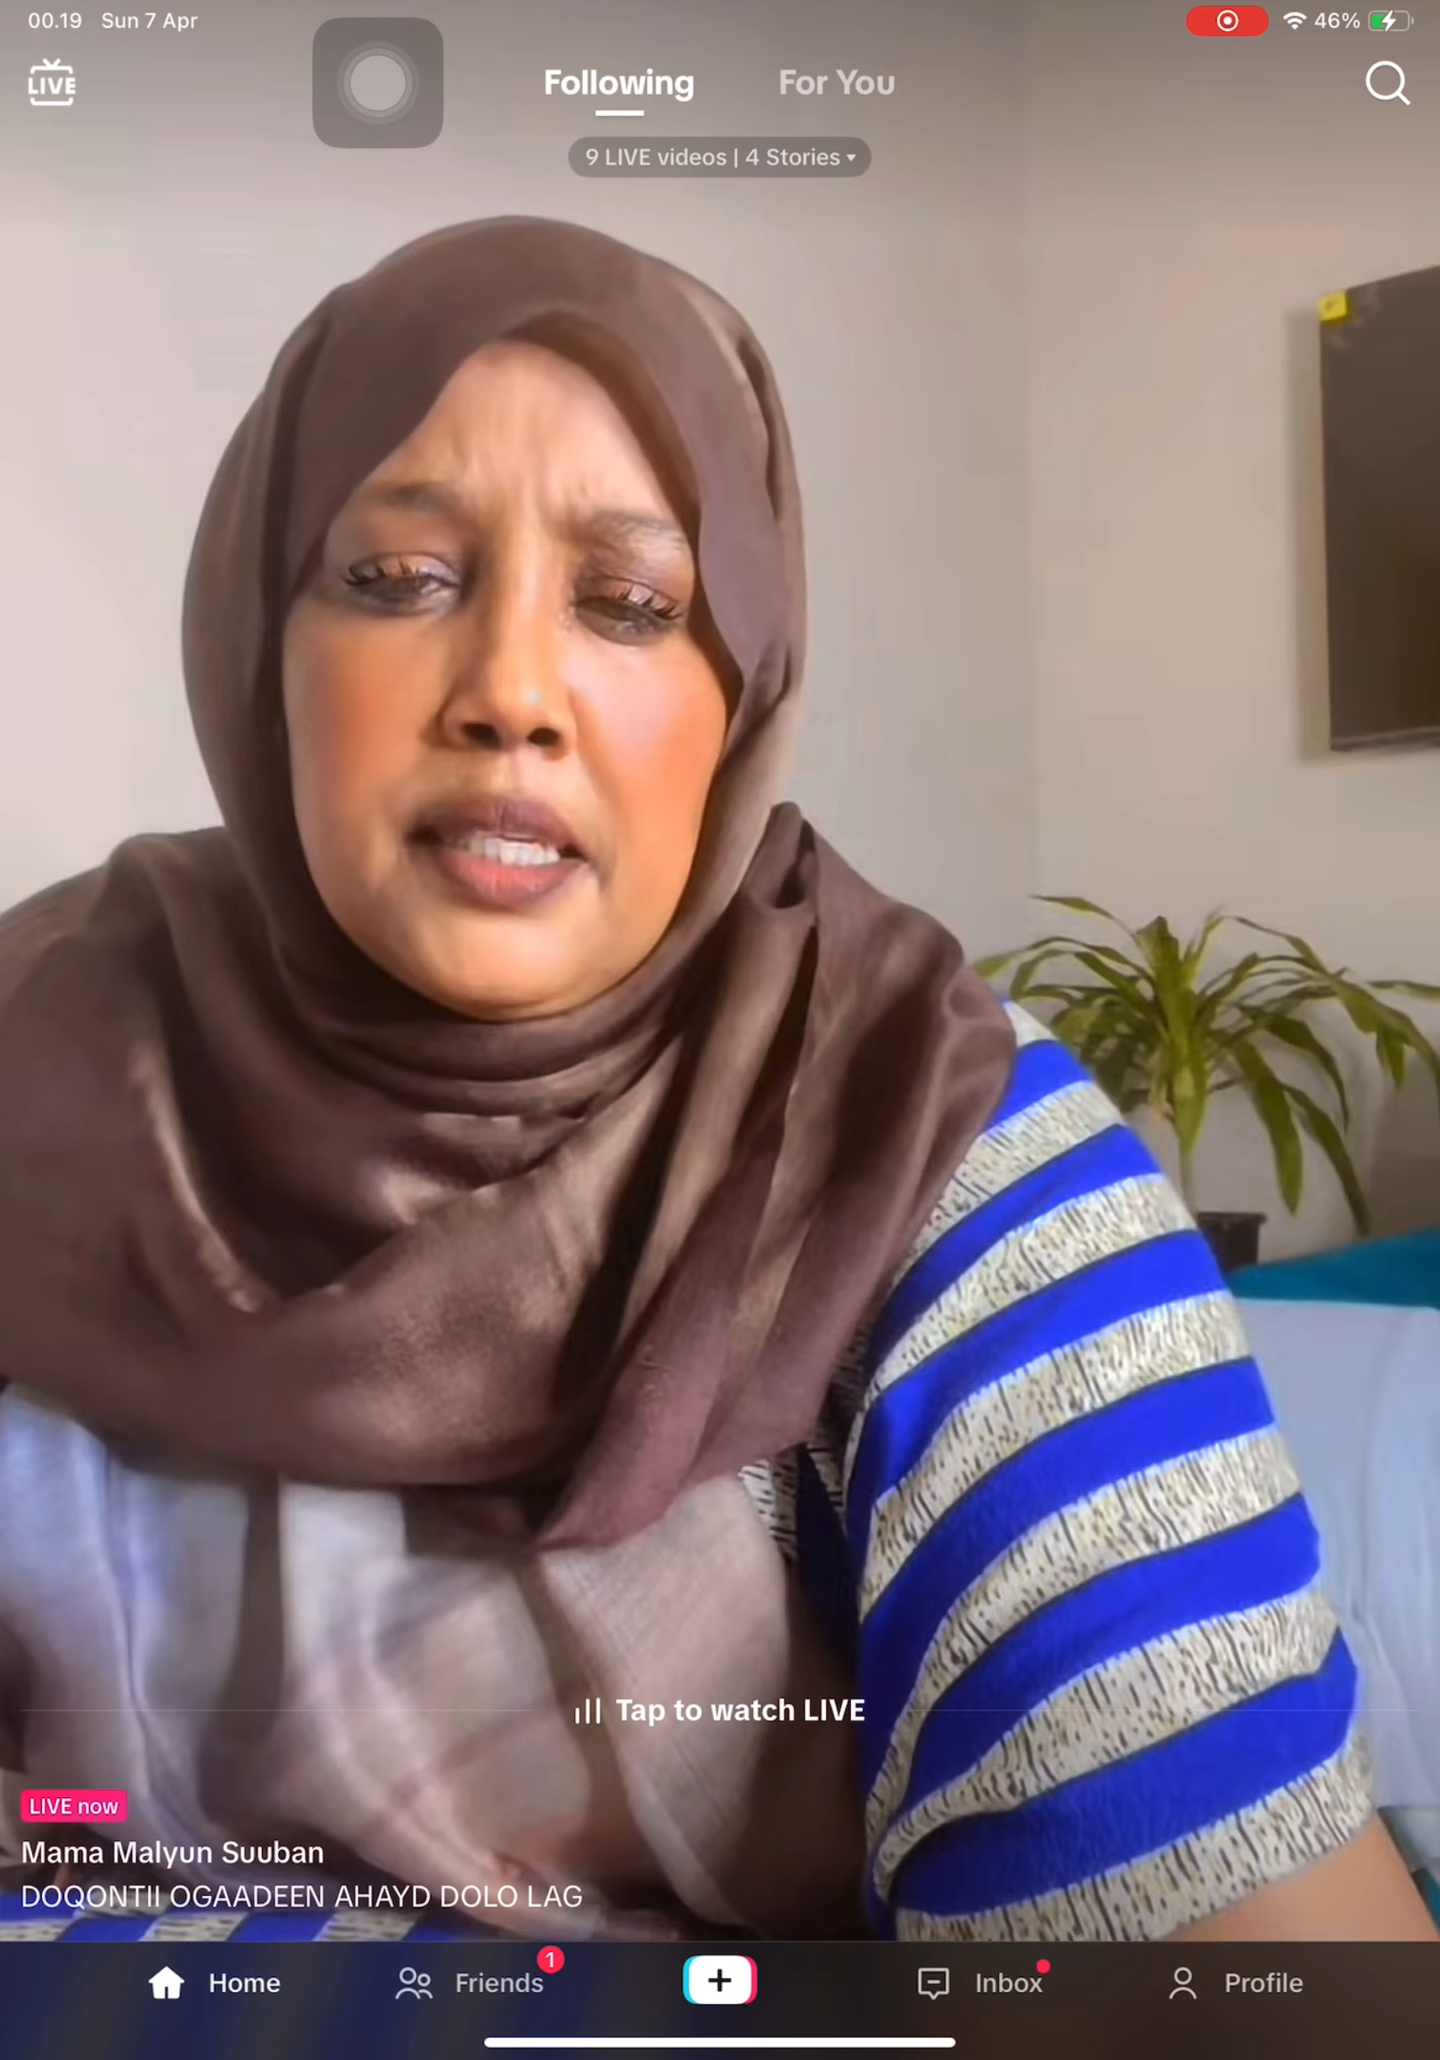 00.19 Sun 7 Apr
46%
LIVE
Following
For You
9 LIVE videos | 4 Stories
Tap to watch LIVE
LIVE now
Mama Malyun Suuban
DOQONTII OGAADEEN AHAYD DOLO LAG
Home
Friends
1
Inbox
Profile